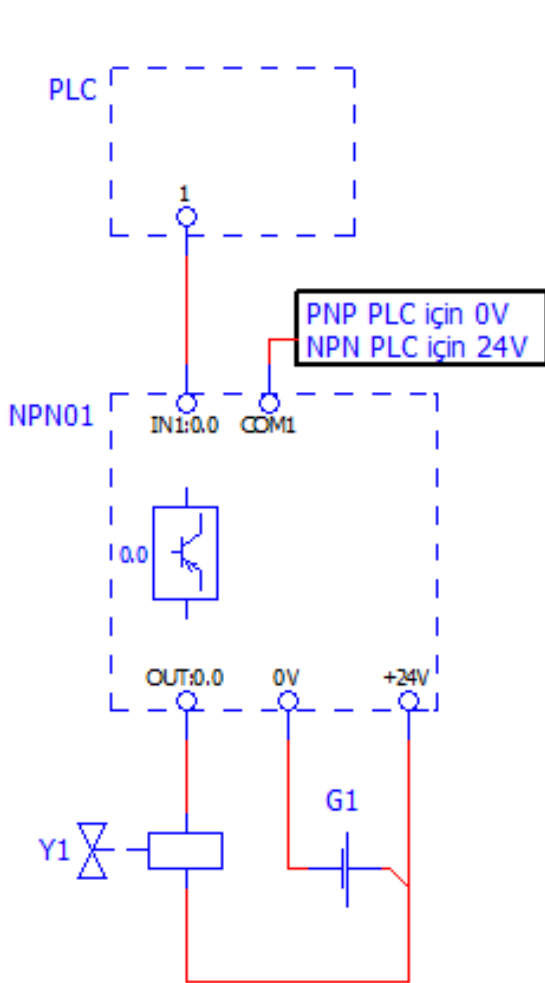 PLC
1
PNP PLC için 0V
NPN PLC için 24V
NPN01
IN1:0.0
COM1
0.0
OUT:0.0
0V
+24V
G1
Y1